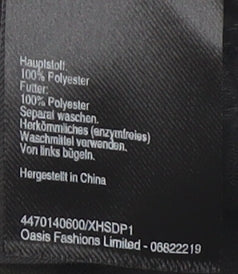 Hauptstoff:
100% Polyester
Futter:
100% Polyester
Separat waschen.
Herkömmliches (enzymfreies)
Waschmittel verwenden.
Von links bügeln.
Hergestellt in China
4470140600/XHSDP1
Oasis Fashions Limited - 06822219